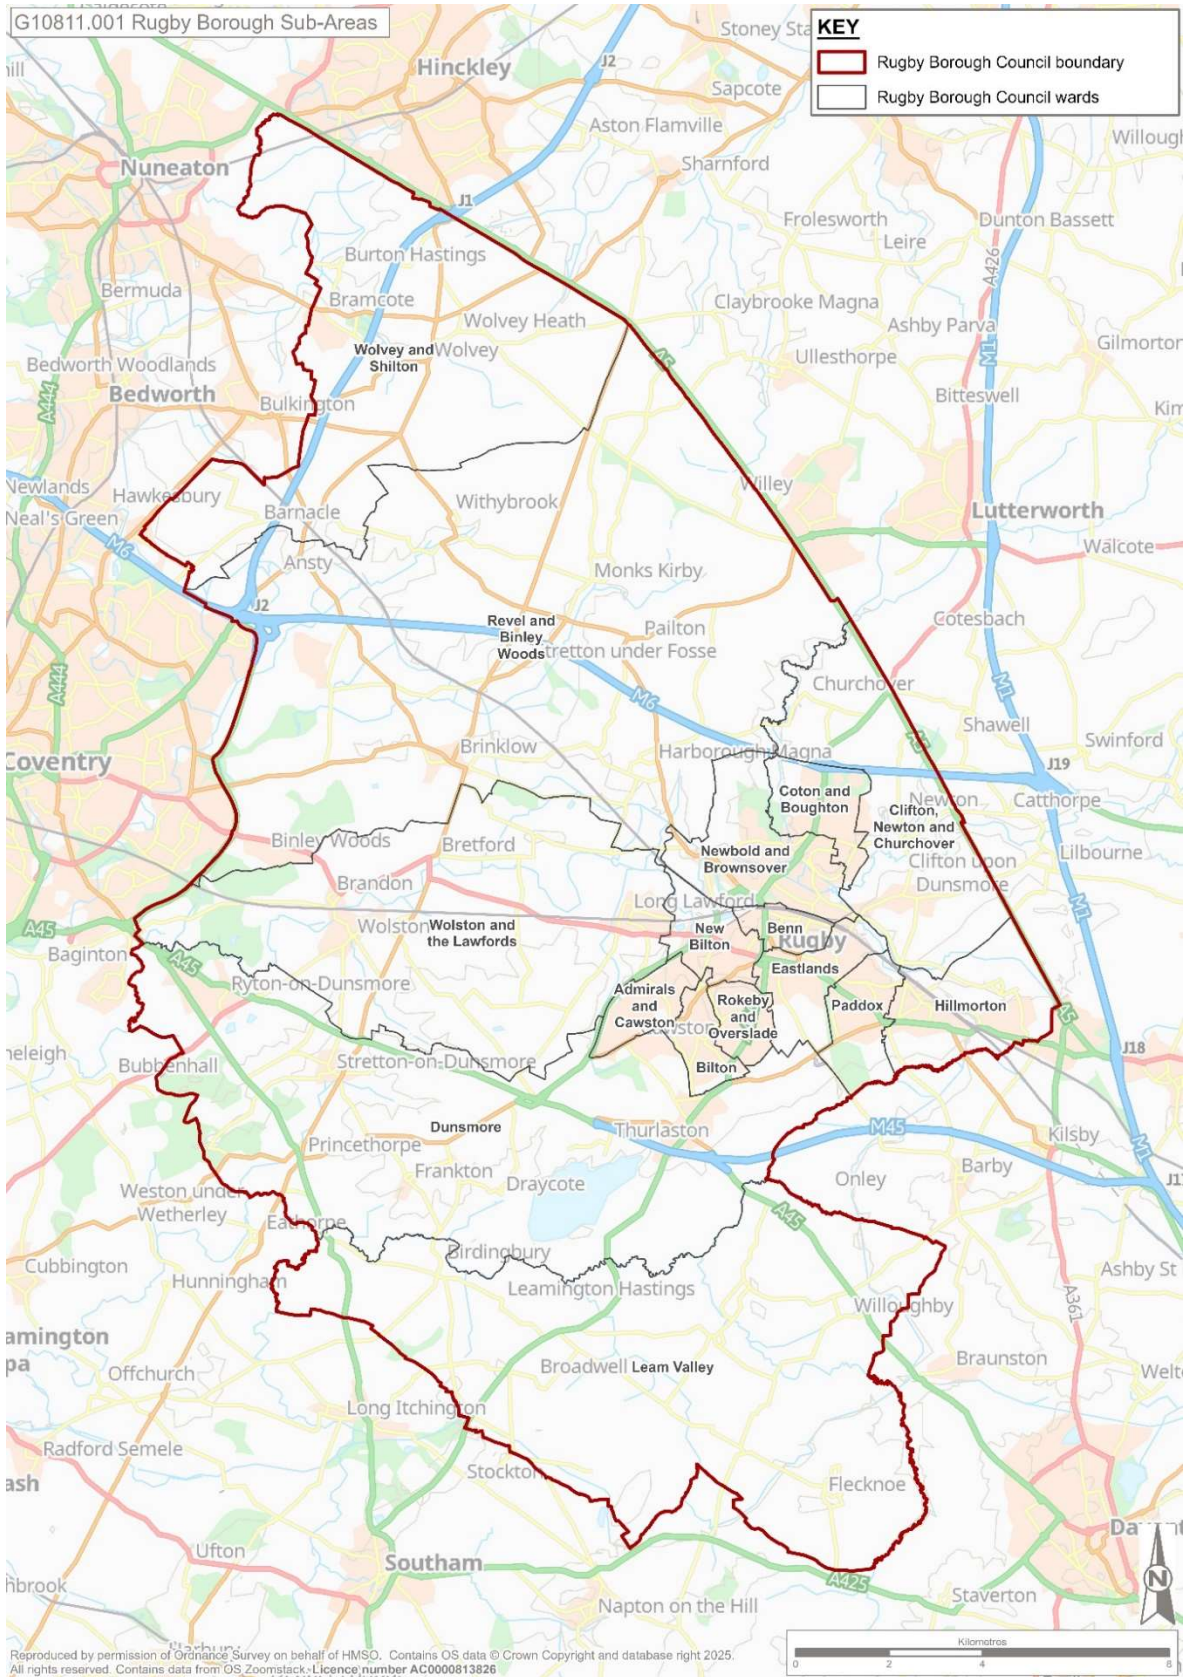 G10811.001 Rugby Borough Sub-Areas
KEY
Rugby Borough Council boundary
Rugby Borough Council wards
Stoney Sta
J2
Hinckley
Sapcote
Aston Flamville
Willough
Nuneaton
Sharnford
J1
Frolesworth
Dunton Bassett
Leire
A426
Burton Hastings
Bermuda
Bramcote
Claybrooke Magna
Wolvey Heath
Ashby Parva
Gilmorton
Wolvey and
Shilton
Wolvey
A5
Ullesthorpe
M1
Bedworth Woodlands
Bedworth
Bitteswell
A444
Bulkington
Kim
Newlands
Hawkesbury
Withybrook
Willey
Neal's Green
Barnacle
Lutterworth
M6
Ansty
Walcote
Monks Kirby
J2
Cotesbach
Revel and
Binley
Woods
Pailton
Stretton under Fosse
A444
M6
Churchover
M1
Shawell
Swinford
Coventry
Brinklow
Harborough Magna
A5
J19
Coton and
Boughton
Newton
Catthorpe
Clifton,
Newton and
Churchover
Binley Woods
Bretford
Newbold and
Brownsover
Lilbourne
Clifton upon
Dunsmore
Brandon
Long Lawford
A45
Wolston
Wolston and
the Lawfords
New
Bilton
Benn
Rugby
Baginton
A45
Eastlands
Ryton-on-Dunsmore
Admirals
and
Cawston
Cawston
Rokeby
and
Overslade
Paddox
Hillmorton
A5
neleigh
J18
Bubbenhall
Stretton-on-Dunsmore
Bilton
Dunsmore
Thurlaston
M45
Kilsby
Princethorpe
M1
Frankton
Barby
Onley
J17
Weston under
Wetherley
Draycote
Eathorpe
A45
Birdingbury
Cubbington
Hunningham
Leamington Hastings
Ashby St
Willoughby
A361
amington
pa
Broadwell
Leam Valley
Braunston
Offchurch
Welt
Long Itchington
Radford Semele
Stockton
Flecknoe
ash
Ufton
Southam
A425
Staverton
N
hbrook
Napton on the Hill
Kilometres
0 2 4 6 8
Reproduced by permission of Ordnance Survey on behalf of HMSO. Contains OS data © Crown Copyright and database right 2025.
All rights reserved. Contains data from OS Zoomstack. Licence number AC0000813826